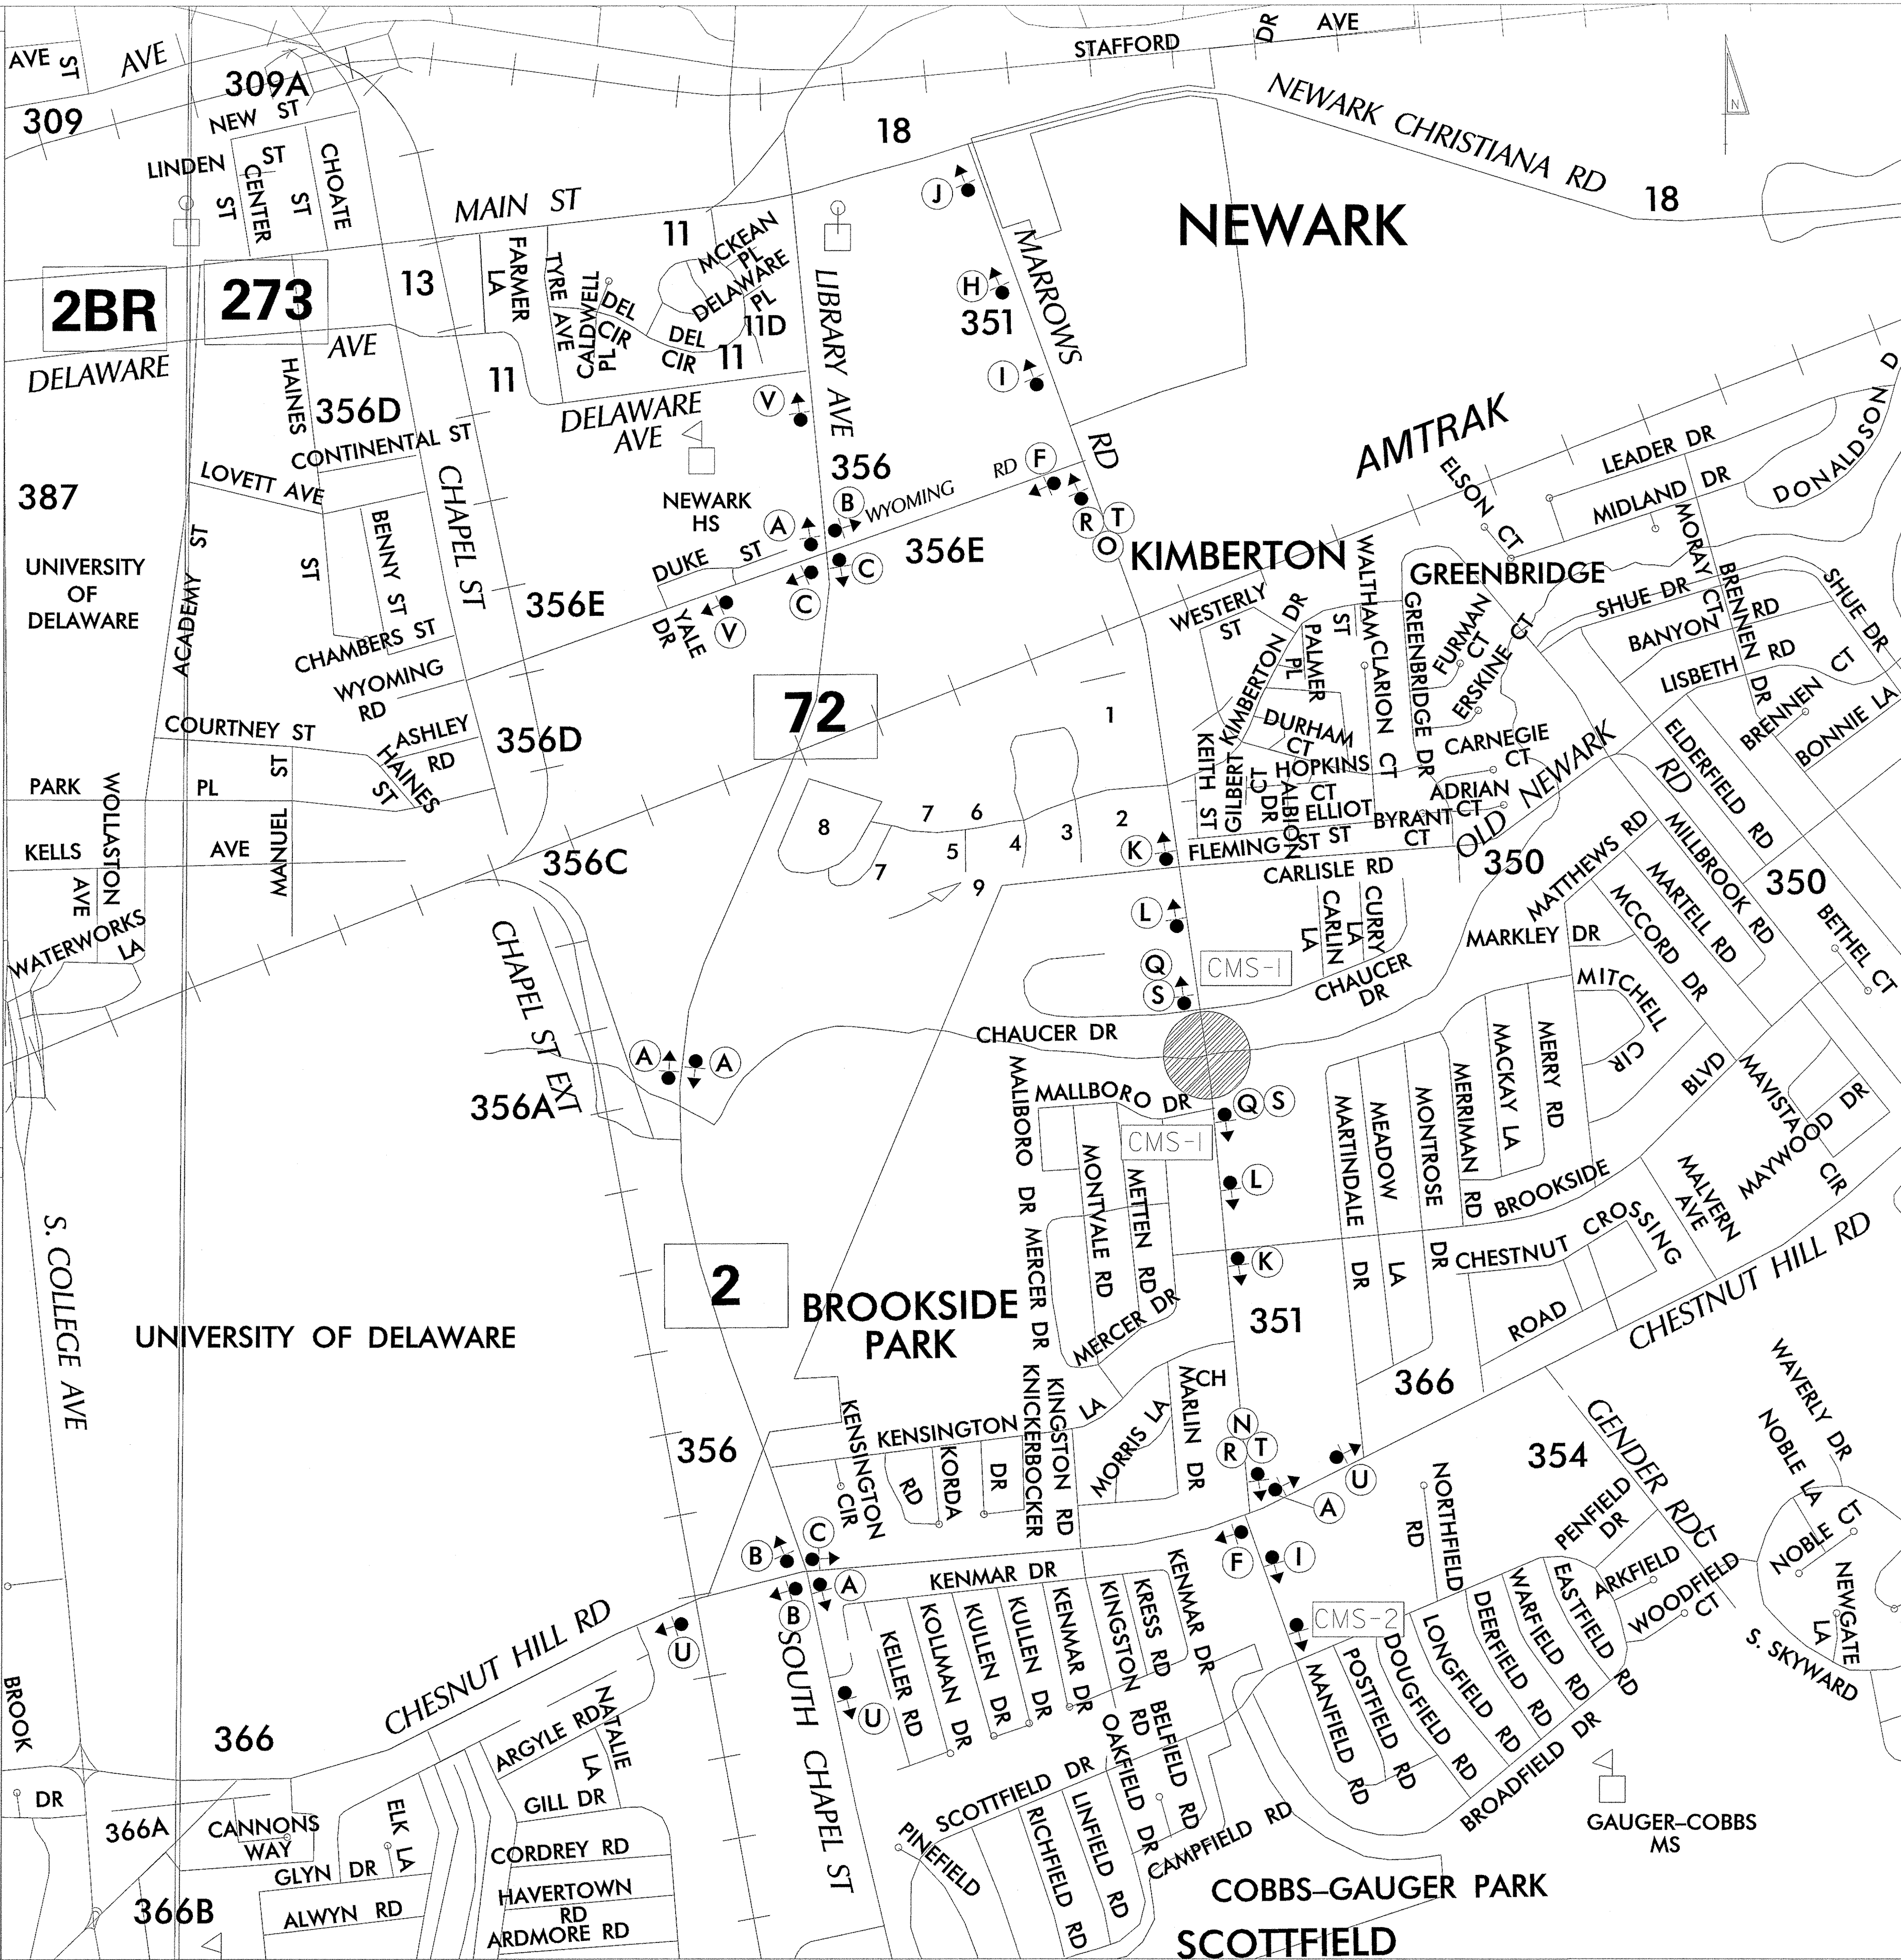 STAFFORD
DR
AVE
AVE
ST
AVE
309
309A
NEW ST
LINDEN ST
ST
CENTER ST
CHOATE
18
NEWARK CHRISTIANA RD
18
N
J
NEWARK
MAIN ST
11
FARMER LA
TYRE AVE
CALDWELL PL
MCKEAN PL
DELAWARE PL
DEL CIR
DEL CIR
11D
11
LIBRARY AVE
MARROWS
RD
H
351
I
2BR
273
13
DELAWARE
AVE
HAINES
ST
356D
11
CONTINENTAL ST
LOVETT AVE
387
DELAWARE
AVE
V
NEWARK
HS
356
B
A
WYOMING
RD
F
R
T
O
C
C
356E
DUKE ST
YALE DR
V
356E
CHAPEL ST
BENNY ST
ACADEMY ST
UNIVERSITY
OF
DELAWARE
CHAMBERS ST
WYOMING
RD
AMTRAK
LEADER DR
MIDLAND DR
DONALDSON D
ELSON CT
MORAY CT
BRENNEN DR
KIMBERTON
GREENBRIDGE
SHUE DR
SHUE DR
BANYON RD
LISBETH RD
BRENNEN CT
BONNIE LA
WESTERLY
ST
KIMBERTON DR
KIMBERTON DR
PALMER
PL
WALTHAM
ST
CLARION CT
GREENBRIDGE DR
FURMAN
CT
ERSKINE CT
CARNEGIE
CT
ADRIAN
CT
BYRANT
CT
DURHAM
CT
HOPKINS
CT
ELLIOT
ST
ALBION
CT
GILBERT
DR
KEITH ST
FLEMING ST
OLD NEWARK
RD
ELDERFIELD RD
COURTNEY ST
ASHLEY
RD
HAINES
ST
356D
72
1
2
3
4
5
6
7
7
8
9
PARK
PL
WOLLASTON
AVE
MANUEL ST
KELLS
AVE
WATERWORKS
LA
356C
K
CARLISLE RD
CARLIN
LA
CURRY
LA
350
MATTHEWS RD
MILLBROOK RD
MARTELL RD
MCCORD DR
350
BETHEL CT
MARKLEY DR
L
Q
S
CMS-1
CHAUCER
DR
MITCHELL
CIR
CHAPEL ST EXT
CHAUCER DR
A
A
356A
MALLBORO DR
MALIBORO DR
Q
S
CMS-1
MARTINDALE DR
MEADOW LA
MONTROSE DR
MERRIMAN RD
MACKAY LA
MERRY RD
BROOKSIDE
BLVD
MAVISTA
CIR
MAYWOOD DR
MALVERN
AVE
L
MONTVALE RD
METTEN RD
MERCER DR
MERCER DR
K
351
CHESTNUT CROSSING
ROAD
CHESTNUT HILL RD
S. COLLEGE AVE
2
UNIVERSITY OF DELAWARE
BROOKSIDE
PARK
366
CH
MARLIN DR
MORRIS LA
KENSINGTON
LA
KENSINGTON
CIR
RD
KORDA
DR
KNICKERBOCKER
KINGSTON RD
356
N
R
T
A
U
354
GENDER RD
WAVERLY DR
NOBLE LA
NOBLE CT
NORTHFIELD
RD
PENFIELD
DR
CT
ARKFIELD
WOODFIELD
CT
NEWGATE
LA
S. SKYWARD
B
C
F
I
B
A
KENMAR DR
KENMAR DR
KENMAR DR
KELLER RD
KOLLMAN DR
KULLEN DR
KULLEN DR
KINGSTON RD
KRESS RD
CMS-2
CHESNUT HILL RD
U
U
SOUTH CHAPEL ST
MANFIELD RD
POSTFIELD RD
DOUGFIELD RD
LONGFIELD RD
DEERFIELD RD
WARFIELD RD
EASTFIELD RD
BROADFIELD DR
BROOK
DR
366
ARGYLE RD
NATALIE
LA
GILL DR
366A
CANNONS
WAY
ELK LA
GLYN DR
CORDREY RD
HAVERTOWN
RD
ARDMORE RD
ALWYN RD
366B
SCOTTFIELD DR
PINEFIELD
RICHFIELD RD
LINFIELD RD
OAKFIELD DR
BELFIELD RD
CAMPFIELD RD
GAUGER–COBBS
MS
COBBS–GAUGER PARK
SCOTTFIELD